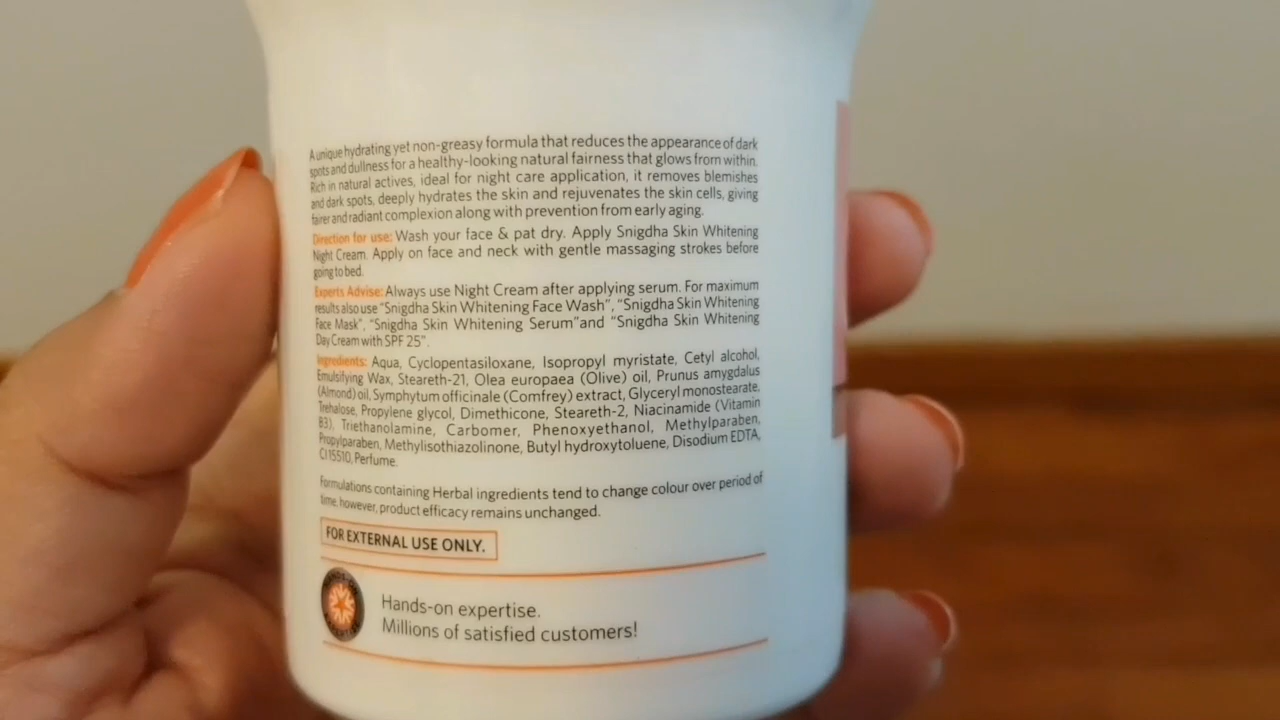 A unique hydrating yet non-greasy formula that reduces the appearance of dark
spots and dullness for a healthy-looking natural fairness that glows from within.
Rich in natural actives, ideal for night care application, it removes blemishes
and dark spots, deeply hydrates the skin and rejuvenates the skin cells, giving
fairer and radiant complexion along with prevention from early aging.
Direction for use: Wash your face & pat dry. Apply Snigdha Skin Whitening
Night Cream. Apply on face and neck with gentle massaging strokes before
going to bed.
Experts Advise: Always use Night Cream after applying serum. For maximum
results also use "Snigdha Skin Whitening Face Wash", "Snigdha Skin Whitening
Face Mask", "Snigdha Skin Whitening Serum"and "Snigdha Skin Whitening
Day Cream with SPF 25".
Ingredients: Aqua, Cyclopentasiloxane, Isopropyl myristate, Cetyl alcohol,
Emulsifying Wax, Steareth-21, Olea europaea (Olive) oil, Prunus amygdalus
(Almond) oil, Symphytum officinale (Comfrey) extract, Glyceryl monostearate,
Trehalose, Propylene glycol, Dimethicone, Steareth-2, Niacinamide (Vitamin
B3), Triethanolamine, Carbomer, Phenoxyethanol, Methylparaben,
Propylparaben, Methylisothiazolinone, Butyl hydroxytoluene, Disodium EDTA,
CI 15510, Perfume.
Formulations containing Herbal ingredients tend to change colour over period of
time, however, product efficacy remains unchanged.
FOR EXTERNAL USE ONLY.
Hands-on expertise.
Millions of satisfied customers!